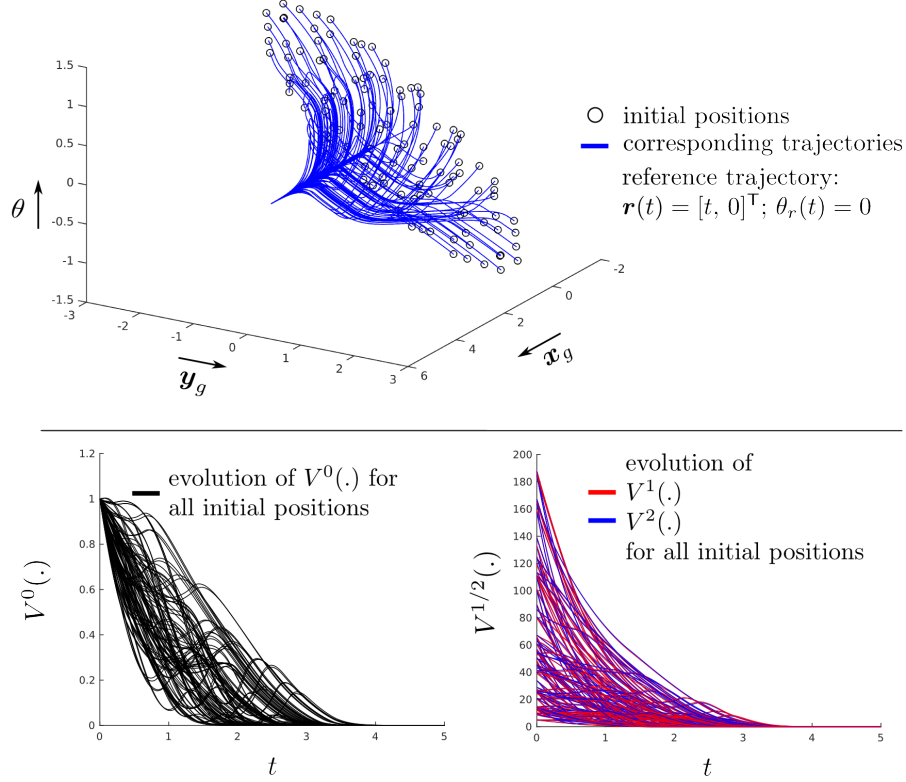 1.5
1
0.5
0
-0.5
-1
-1.5
θ
-3
-2
-1
0
1
2
3
y_g
6
4
2
0
-2
x_g
initial positions
corresponding trajectories
reference trajectory:
r(t) = [t, 0]^T; θ_r(t) = 0
1.2
1
0.8
0.6
0.4
0.2
0
V^0(.)
evolution of V^0(.) for
all initial positions
0
1
2
3
4
5
t
200
180
160
140
120
100
80
60
40
20
0
V^{1/2}(.)
evolution of
V^1(.)
V^2(.)
for all initial positions
0
1
2
3
4
5
t